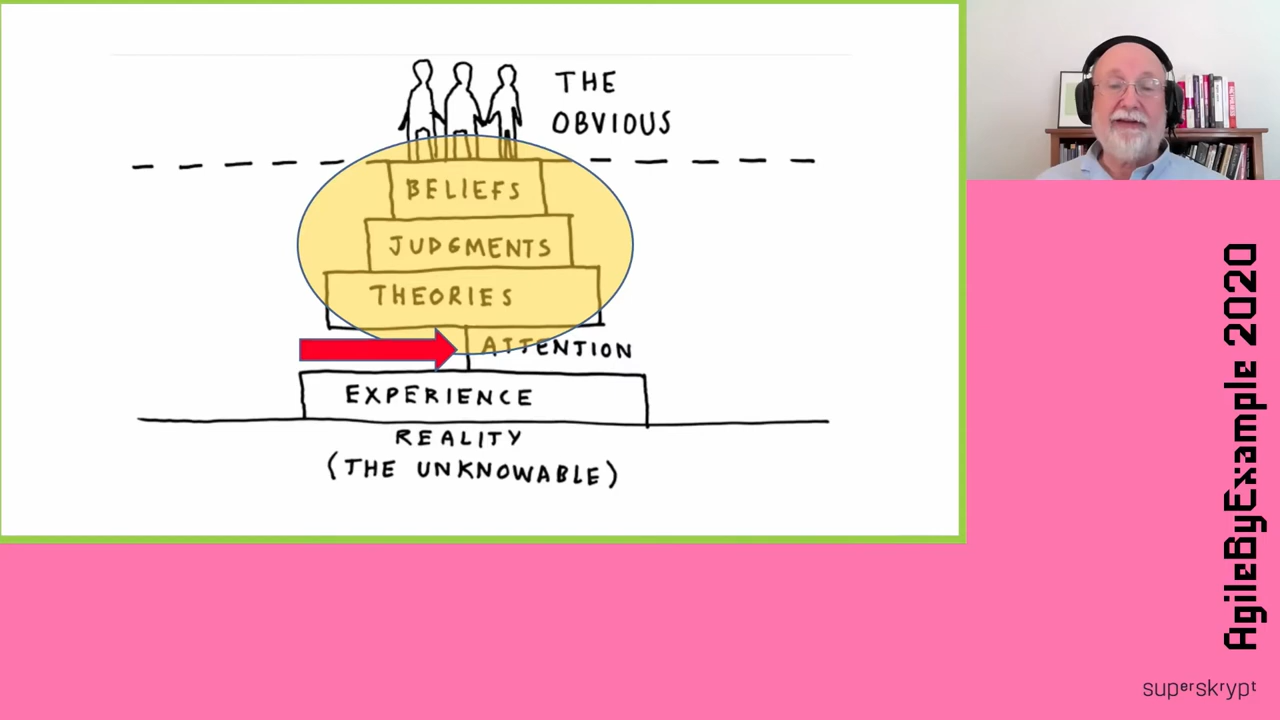 THE
OBVIOUS
BELIEFS
JUDGMENTS
THEORIES
ATTENTION
EXPERIENCE
REALITY
(THE UNKNOWABLE)
AgileByExample 2020
superskrypt